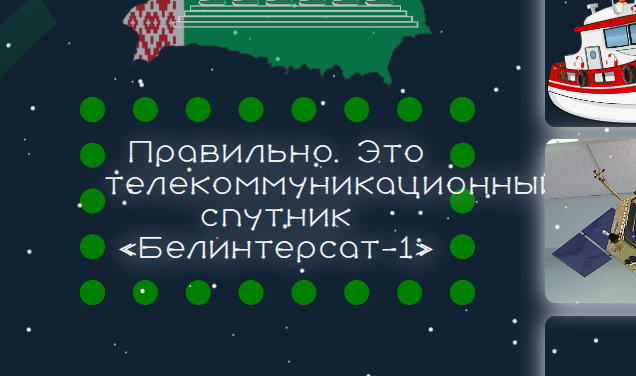 Правильно. Это
телекоммуникационный
спутник
«Белинтерсат-1»